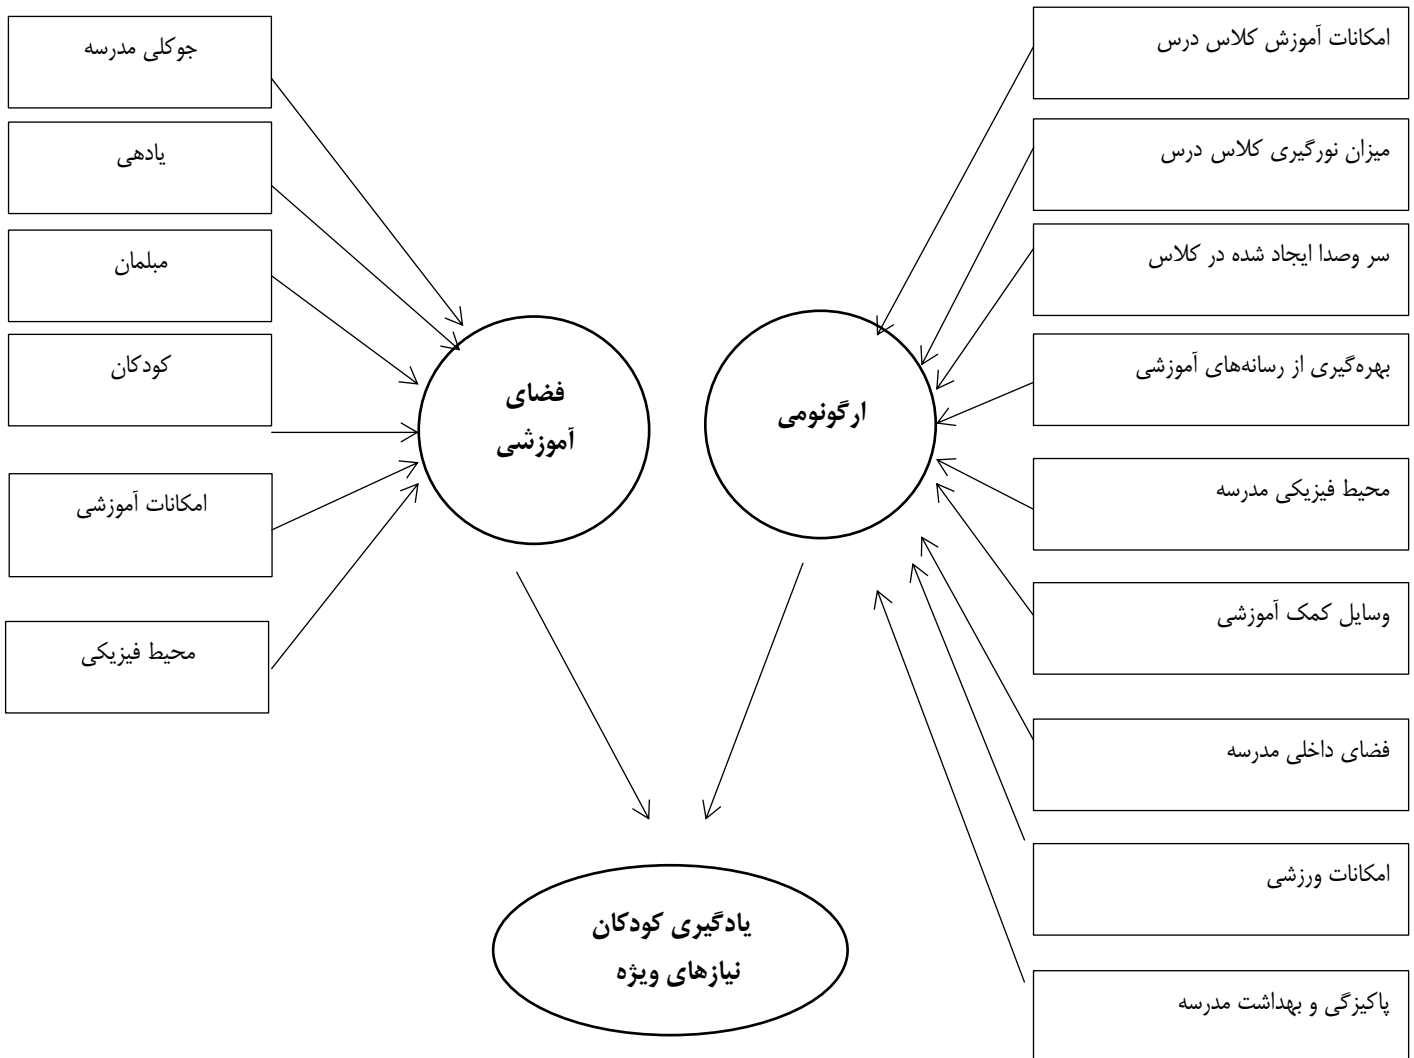 امکانات آموزش کلاس درس
میزان نورگیری کلاس درس
سر وصدا ایجاد شده در کلاس
بهره‌گیری از رسانه‌های آموزشی
محیط فیزیکی مدرسه
وسایل کمک آموزشی
فضای داخلی مدرسه
امکانات ورزشی
پاکیزگی و بهداشت مدرسه
ارگونومی
فضای
آموزشی
جوکلی مدرسه
یادهی
مبلمان
کودکان
امکانات آموزشی
محیط فیزیکی
یادگیری کودکان
نیازهای ویژه